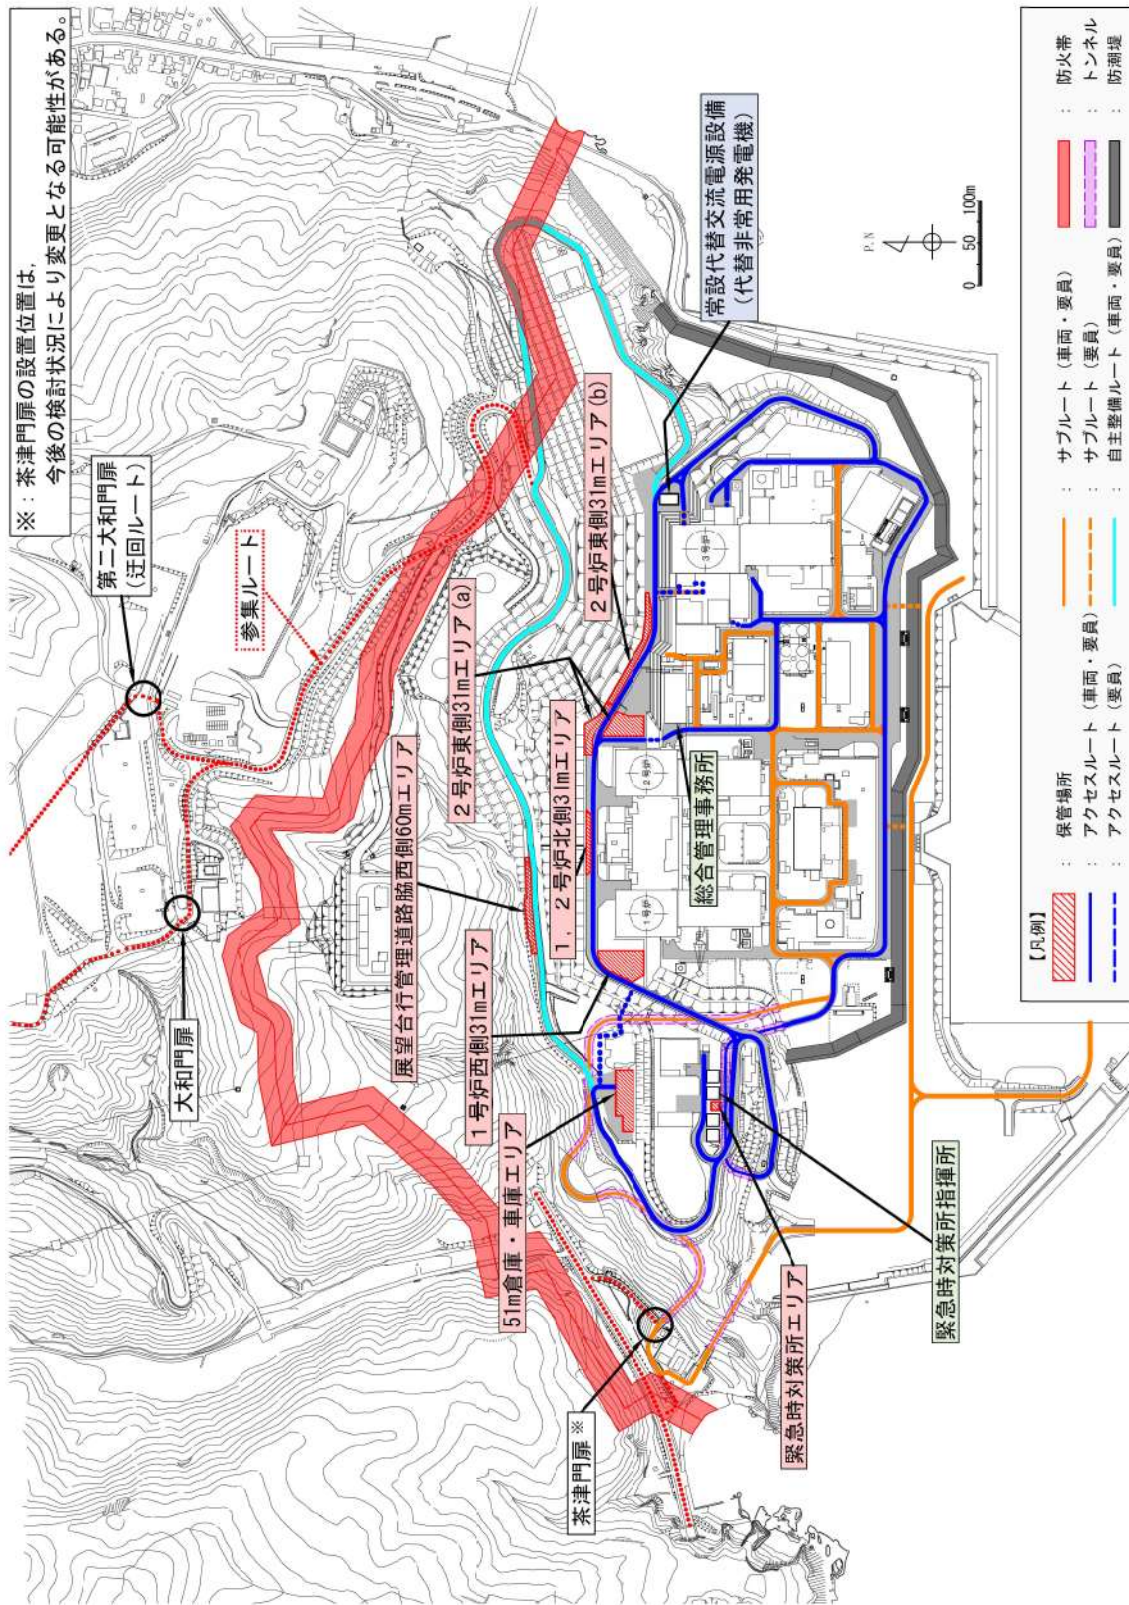 ※：茶津門扉の設置位置は，
今後の検討状況により変更となる可能性がある。
第二大和門扉
（迂回ルート）
参集ルート
大和門扉
展望台行管理道路脇西側60mエリア
2号炉東側31mエリア(a)
2号炉東側31mエリア(b)
1，2号炉北側31mエリア
1号炉西側31mエリア
51m倉庫・車庫エリア
茶津門扉※
常設代替交流電源設備
（代替非常用発電機）
総合管理事務所
緊急時対策所指揮所
緊急時対策所エリア
1号炉
2号炉
3号炉
P.N
0 50 100m
【凡例】
： 保管場所
： アクセスルート（車両・要員）
： アクセスルート（要員）
： サブルート（車両・要員）
： サブルート（要員）
： 自主整備ルート（車両・要員）
： 防火帯
： トンネル
： 防潮堤